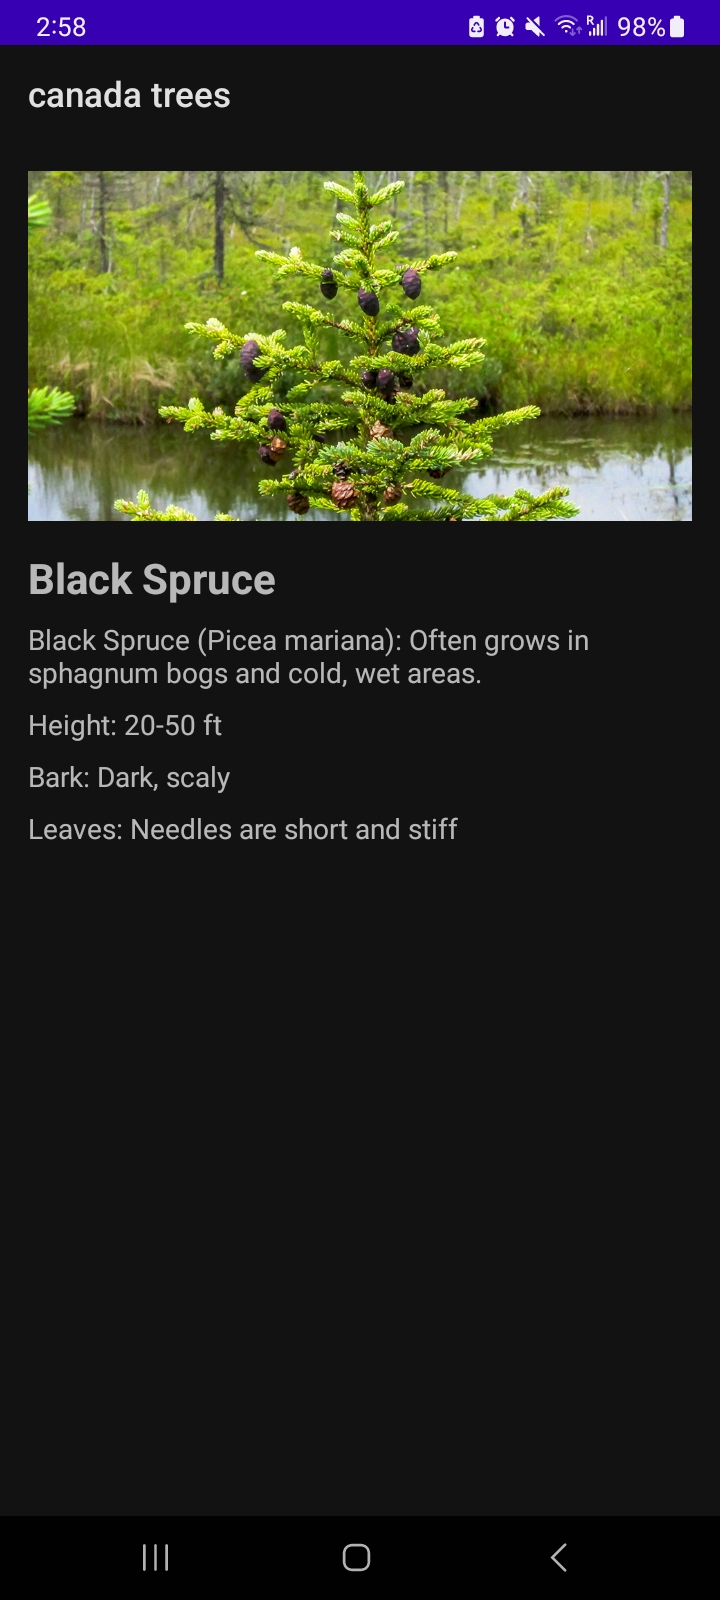 2:58
R
98%
canada trees
Black Spruce
Black Spruce (Picea mariana): Often grows in
sphagnum bogs and cold, wet areas.
Height: 20-50 ft
Bark: Dark, scaly
Leaves: Needles are short and stiff